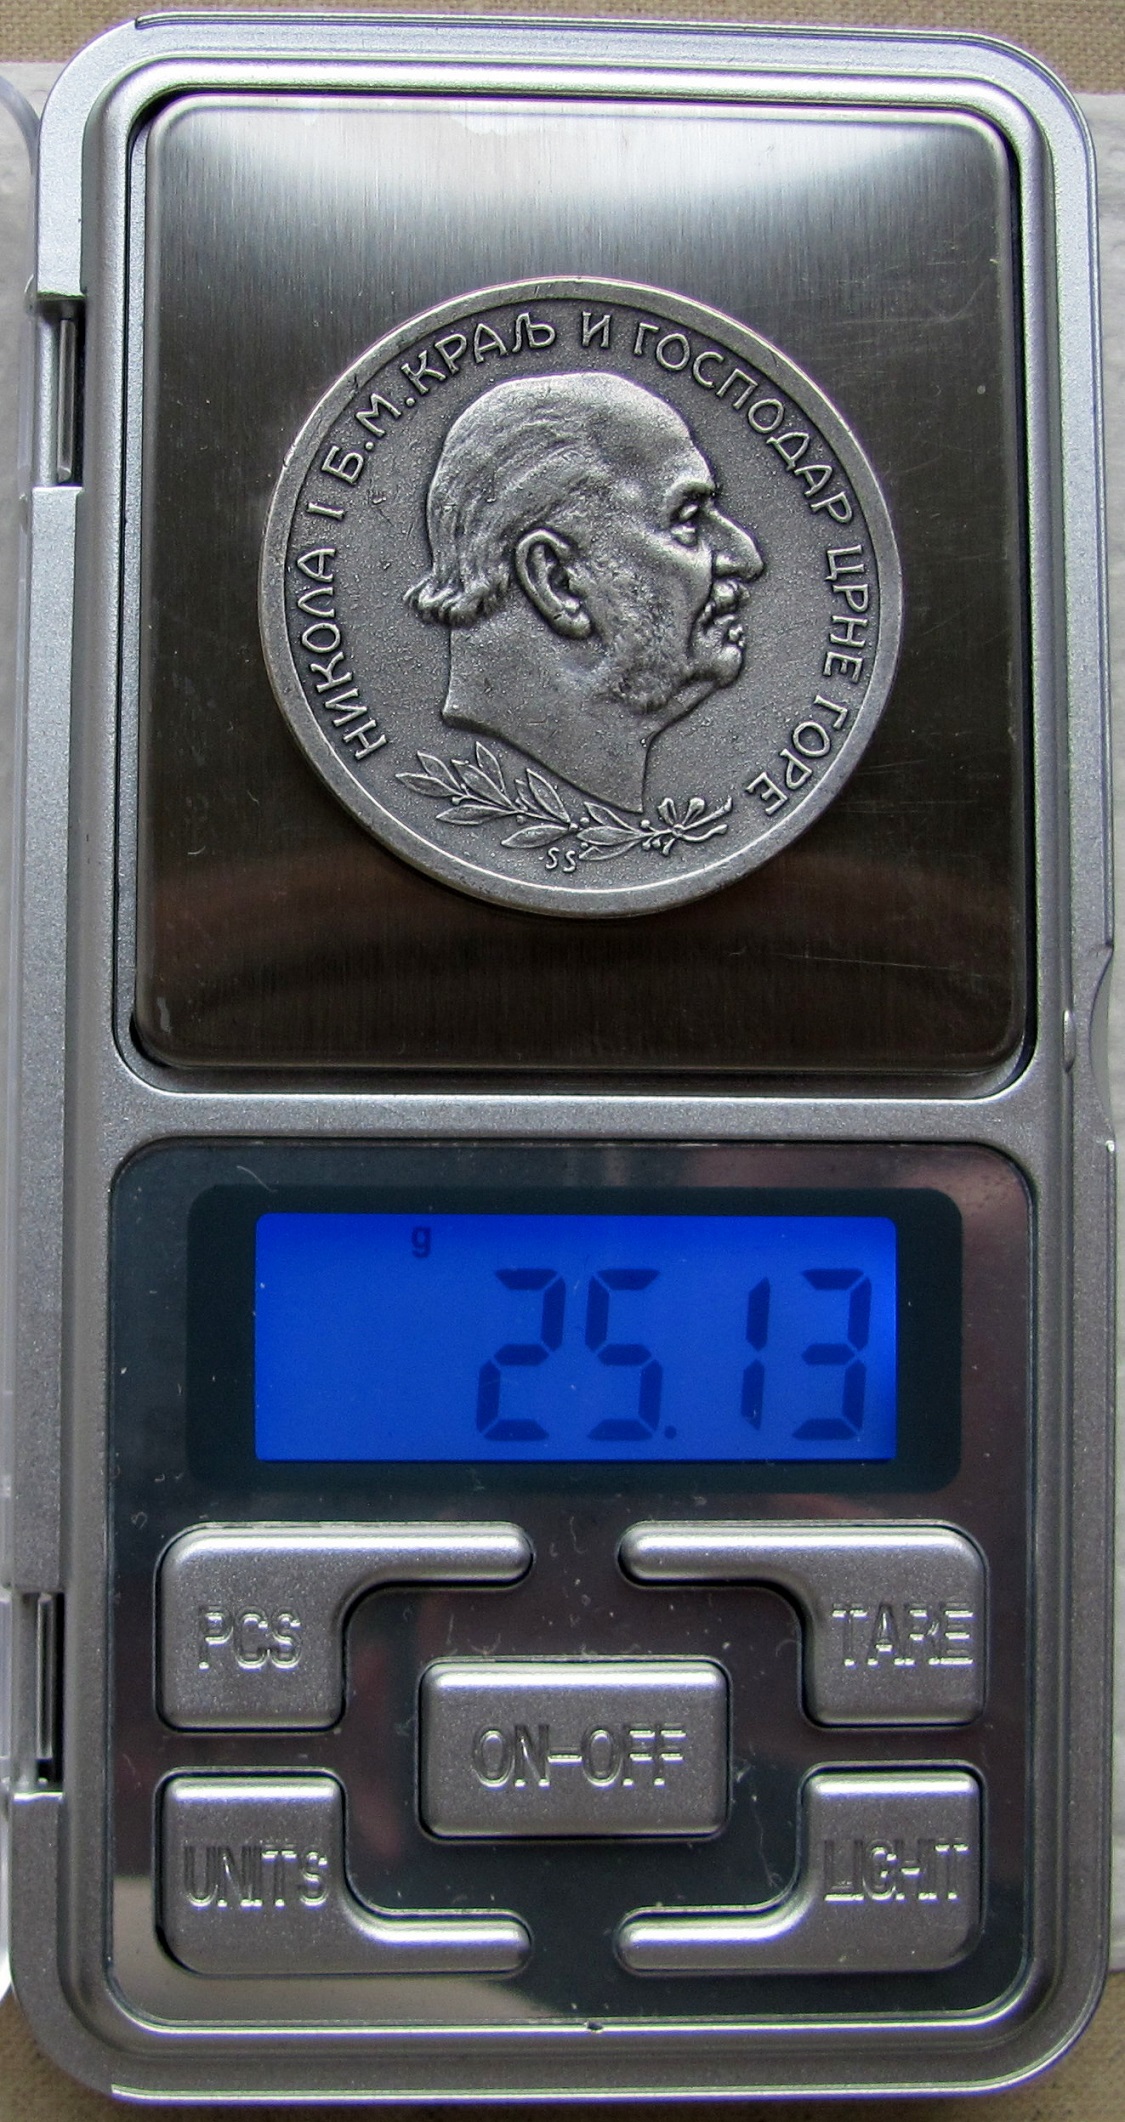 НИКОЛА I Б.М.КРАЉ И ГОСПОДАР ЦРНЕ ГОРЕ
SS
g
25.13
PCS
TARE
ON-OFF
UNITS
LIGHT